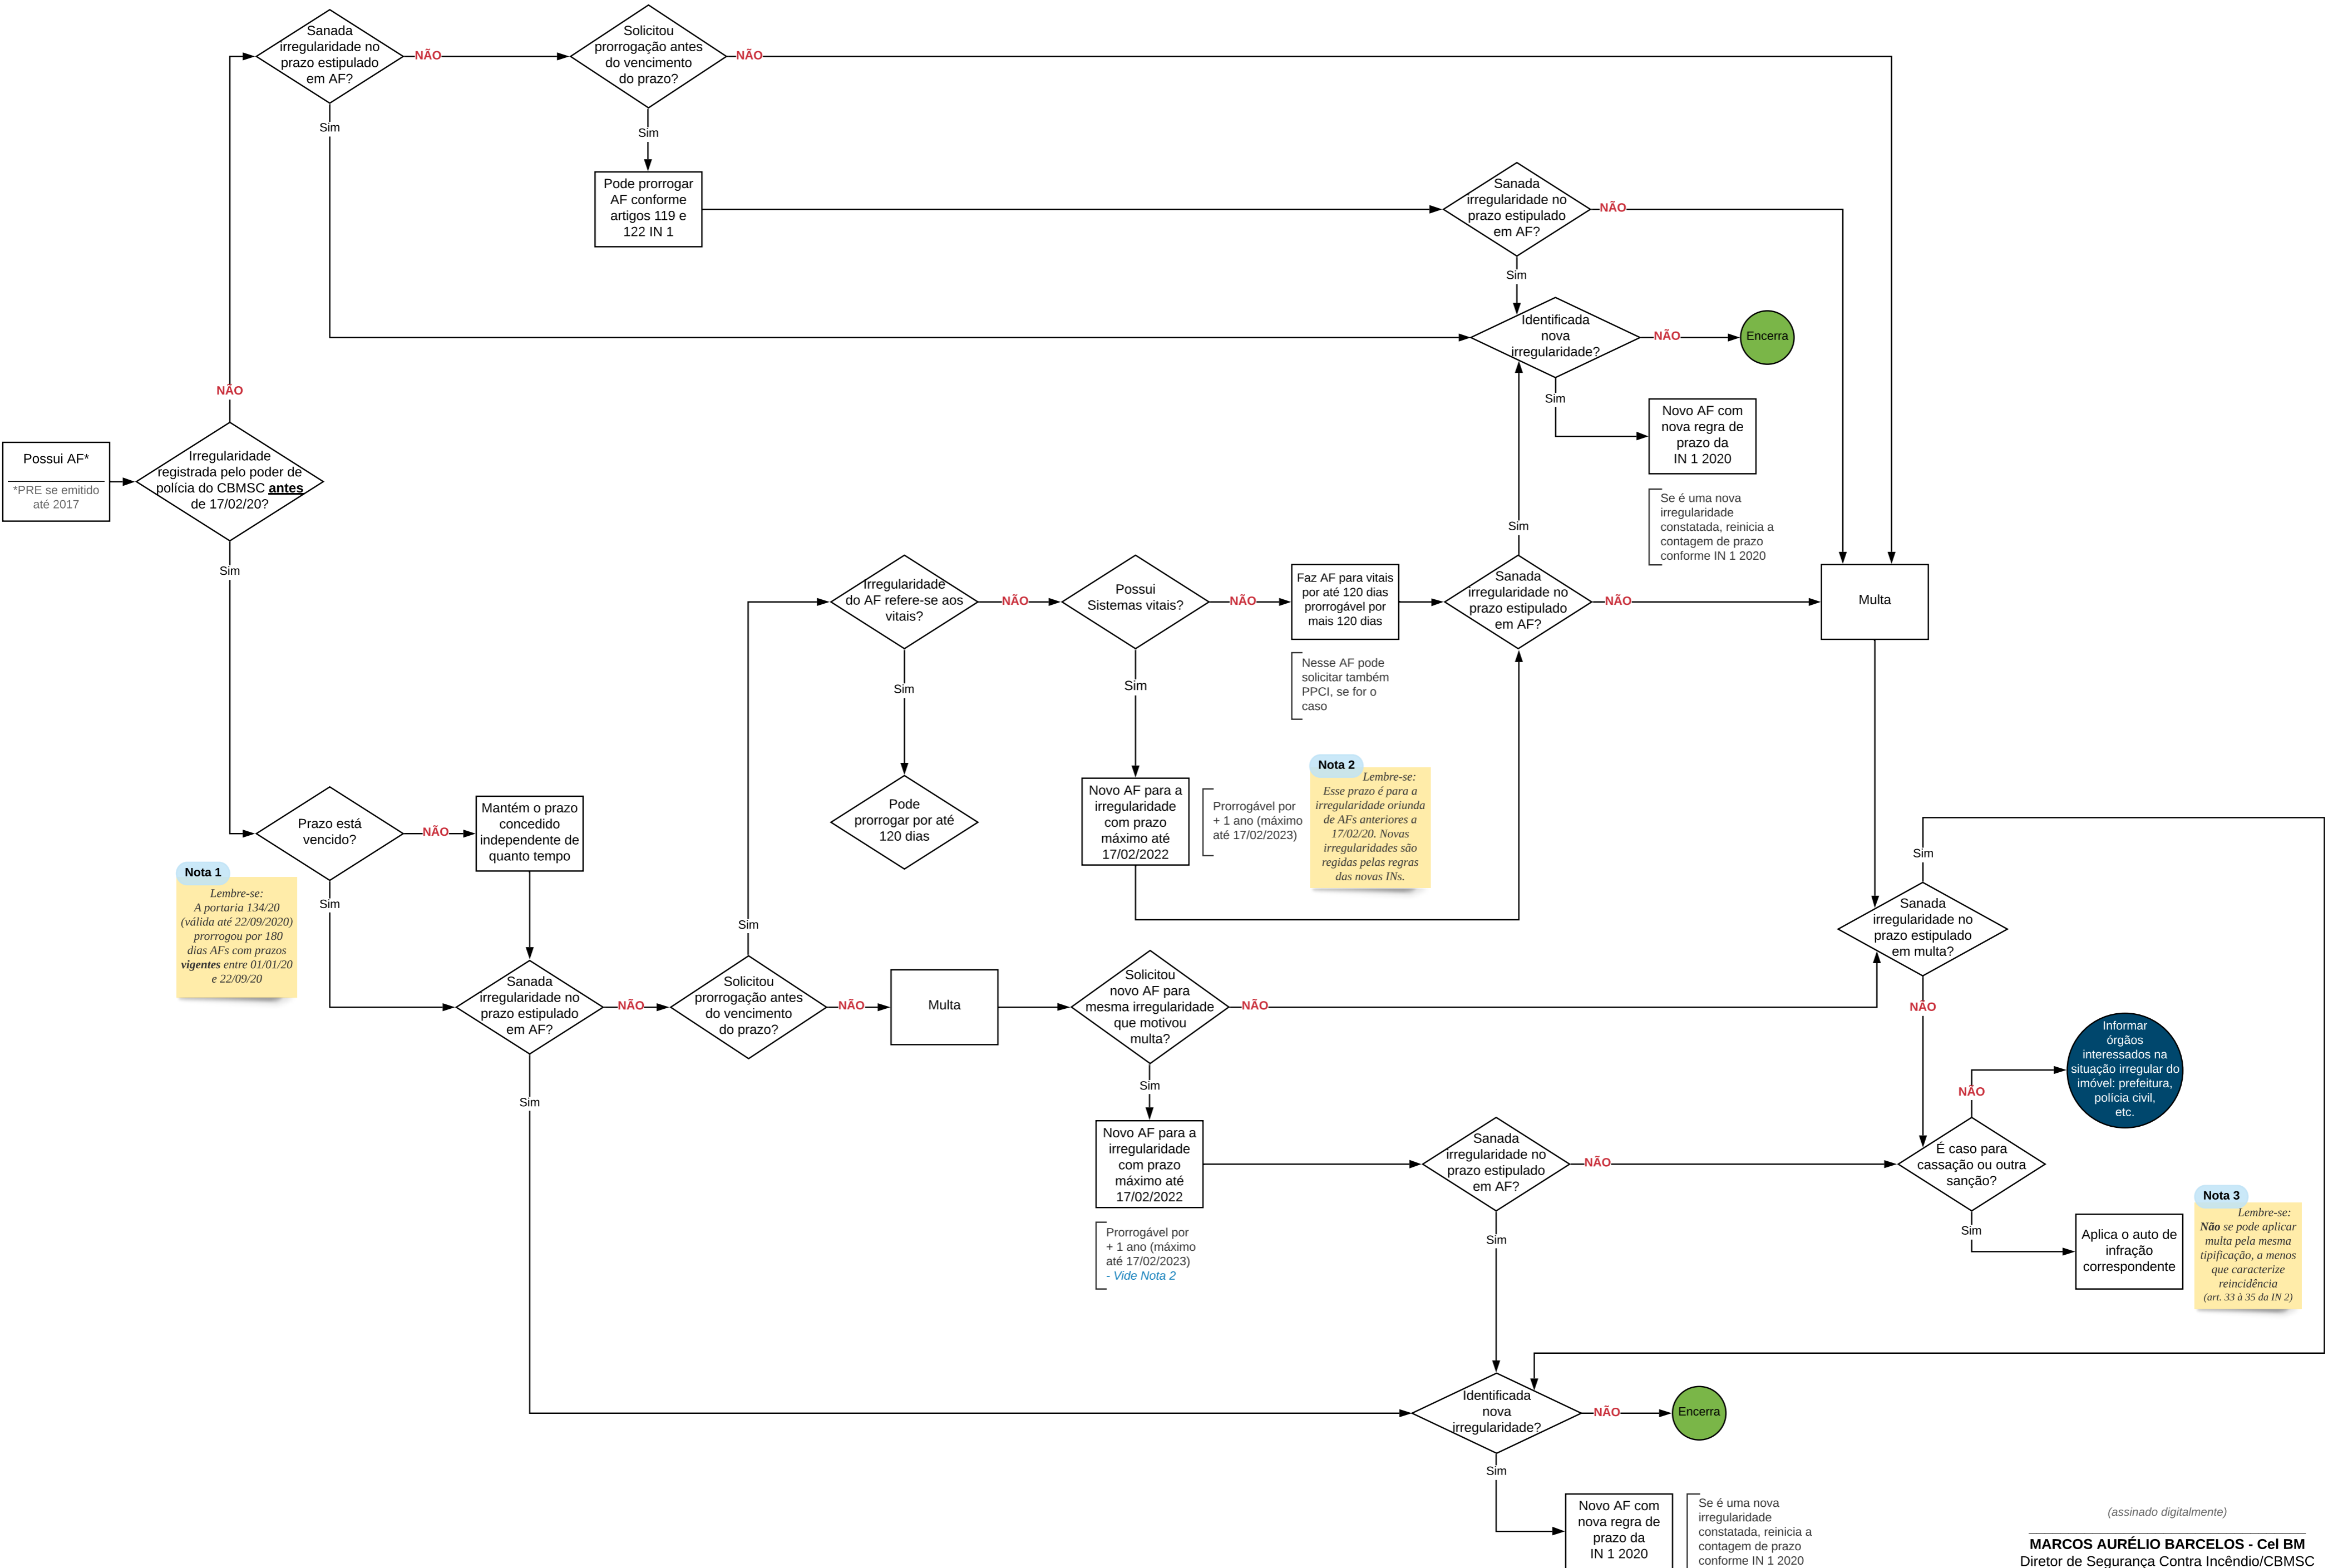 Sanada
irregularidade no
prazo estipulado
em AF?
NÃO
Sim
Solicitou
prorrogação antes
do vencimento
do prazo?
NÃO
Sim
Pode prorrogar
AF conforme
artigos 119 e
122 IN 1
Sanada
irregularidade no
prazo estipulado
em AF?
NÃO
Sim
Identificada
nova
irregularidade?
NÃO
Encerra
Sim
Novo AF com
nova regra de
prazo da
IN 1 2020
Se é uma nova
irregularidade
constatada, reinicia a
contagem de prazo
conforme IN 1 2020
NÃO
Possui AF*
*PRE se emitido
até 2017
Irregularidade
registrada pelo poder de
polícia do CBMSC antes
de 17/02/20?
Sim
Irregularidade
do AF refere-se aos
vitais?
NÃO
Sim
Pode
prorrogar por até
120 dias
Possui
Sistemas vitais?
NÃO
Sim
Faz AF para vitais
por até 120 dias
prorrogável por
mais 120 dias
Nesse AF pode
solicitar também
PPCI, se for o
caso
Sim
Sanada
irregularidade no
prazo estipulado
em AF?
NÃO
Multa
Novo AF para a
irregularidade
com prazo
máximo até
17/02/2022
Prorrogável por
+ 1 ano (máximo
até 17/02/2023)
Nota 2
Lembre-se:
Esse prazo é para a
irregularidade oriunda
de AFs anteriores a
17/02/20. Novas
irregularidades são
regidas pelas regras
das novas INs.
Prazo está
vencido?
NÃO
Mantém o prazo
concedido
independente de
quanto tempo
Sim
Nota 1
Lembre-se:
A portaria 134/20
(válida até 22/09/2020)
prorrogou por 180
dias AFs com prazos
vigentes entre 01/01/20
e 22/09/20
Sanada
irregularidade no
prazo estipulado
em AF?
NÃO
Sim
Sim
Solicitou
prorrogação antes
do vencimento
do prazo?
NÃO
Multa
Solicitou
novo AF para
mesma irregularidade
que motivou
multa?
NÃO
Sim
Novo AF para a
irregularidade
com prazo
máximo até
17/02/2022
Prorrogável por
+ 1 ano (máximo
até 17/02/2023)
- Vide Nota 2
Sanada
irregularidade no
prazo estipulado
em AF?
NÃO
Sim
Sim
Sanada
irregularidade no
prazo estipulado
em multa?
NÃO
Informar
órgãos
interessados na
situação irregular do
imóvel: prefeitura,
polícia civil,
etc.
NÃO
É caso para
cassação ou outra
sanção?
Sim
Aplica o auto de
infração
correspondente
Nota 3
Lembre-se:
Não se pode aplicar
multa pela mesma
tipificação, a menos
que caracterize
reincidência
(art. 33 à 35 da IN 2)
Identificada
nova
irregularidade?
NÃO
Encerra
Sim
Novo AF com
nova regra de
prazo da
IN 1 2020
Se é uma nova
irregularidade
constatada, reinicia a
contagem de prazo
conforme IN 1 2020
(assinado digitalmente)
MARCOS AURÉLIO BARCELOS - Cel BM
Diretor de Segurança Contra Incêndio/CBMSC